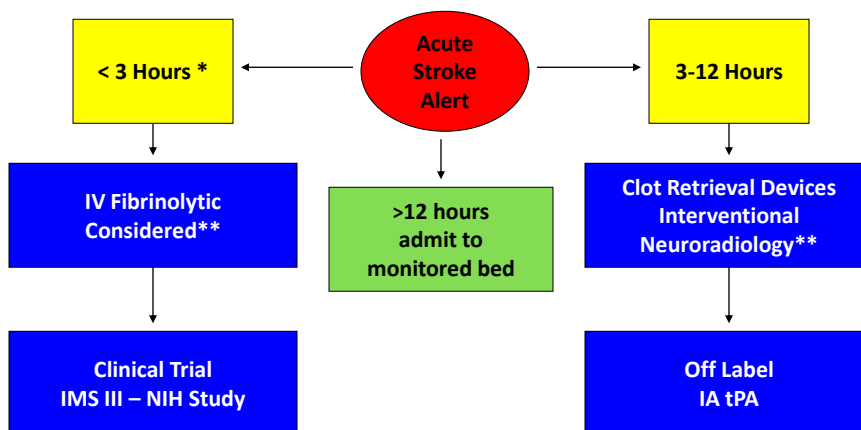 Acute
Stroke
Alert
< 3 Hours *
3-12 Hours
IV Fibrinolytic
Considered**
>12 hours
admit to
monitored bed
Clot Retrieval Devices
Interventional
Neuroradiology**
Clinical Trial
IMS III – NIH Study
Off Label
IA tPA